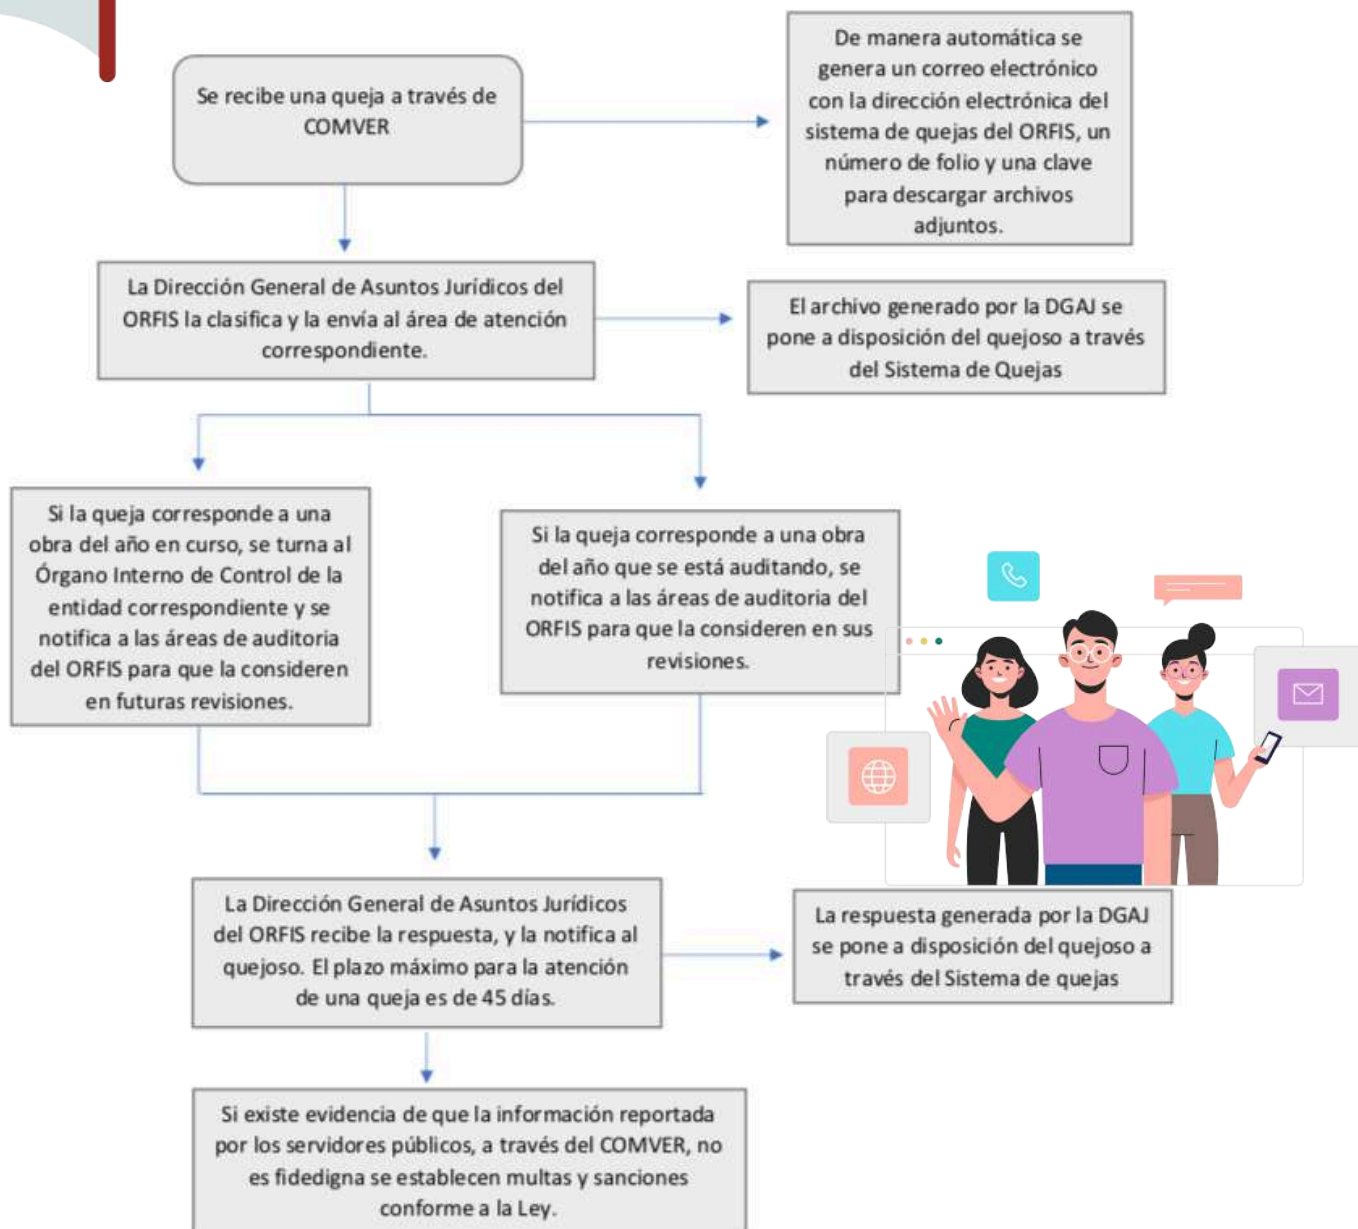 Se recibe una queja a través de
COMVER
De manera automática se
genera un correo electrónico
con la dirección electrónica del
sistema de quejas del ORFIS, un
número de folio y una clave
para descargar archivos
adjuntos.
La Dirección General de Asuntos Jurídicos del
ORFIS la clasifica y la envía al área de atención
correspondiente.
El archivo generado por la DGAJ se
pone a disposición del quejoso a través
del Sistema de Quejas
Si la queja corresponde a una
obra del año en curso, se turna al
Órgano Interno de Control de la
entidad correspondiente y se
notifica a las áreas de auditoria
del ORFIS para que la consideren
en futuras revisiones.
Si la queja corresponde a una obra
del año que se está auditando, se
notifica a las áreas de auditoria del
ORFIS para que la consideren en sus
revisiones.
La Dirección General de Asuntos Jurídicos
del ORFIS recibe la respuesta, y la notifica al
quejoso. El plazo máximo para la atención
de una queja es de 45 días.
La respuesta generada por la DGAJ
se pone a disposición del quejoso a
través del Sistema de quejas
Si existe evidencia de que la información reportada
por los servidores públicos, a través del COMVER, no
es fidedigna se establecen multas y sanciones
conforme a la Ley.